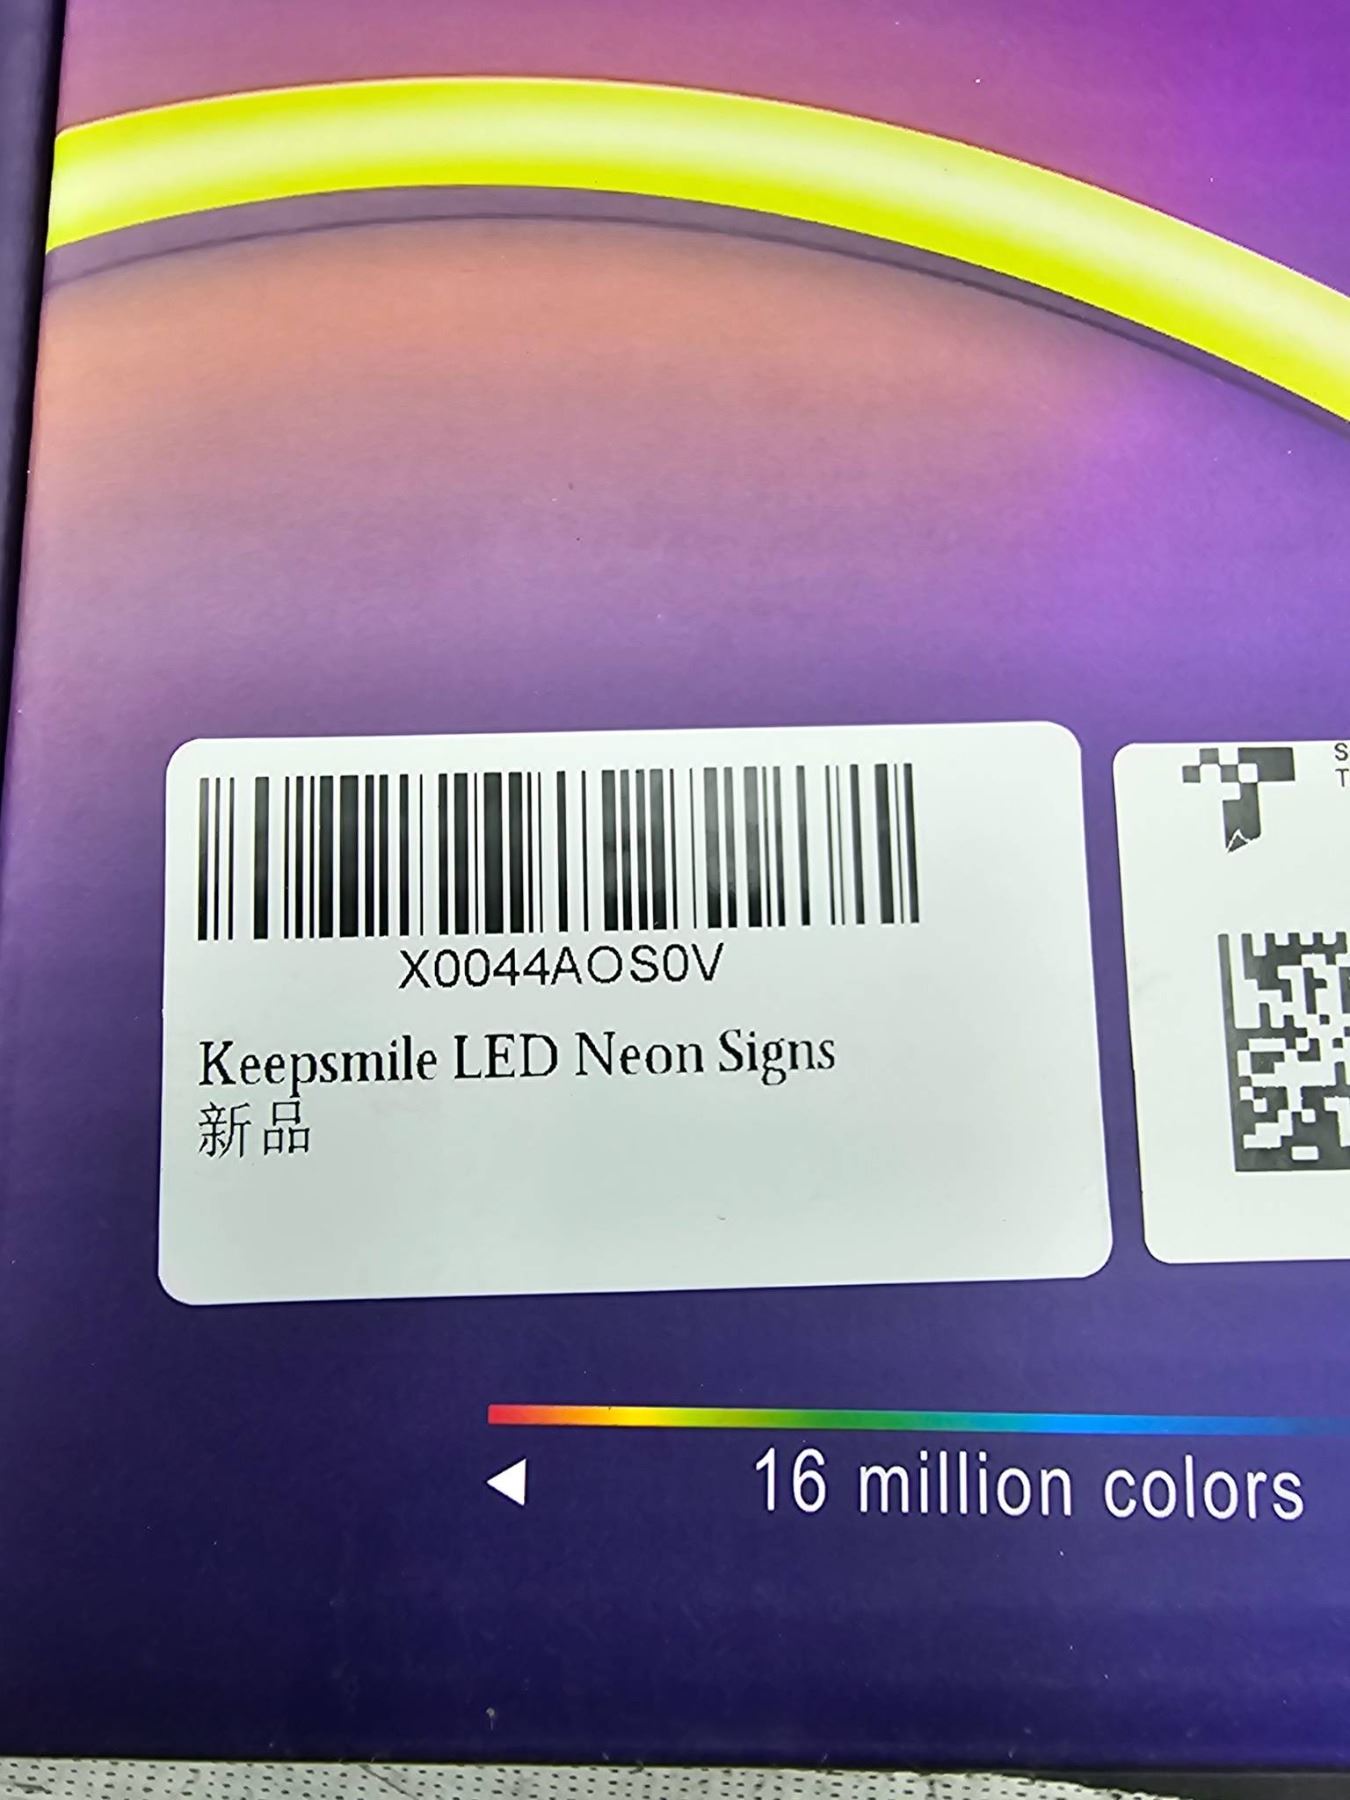 X0044AOS0V
Keepsmile LED Neon Signs
新品
S
T
16 million colors